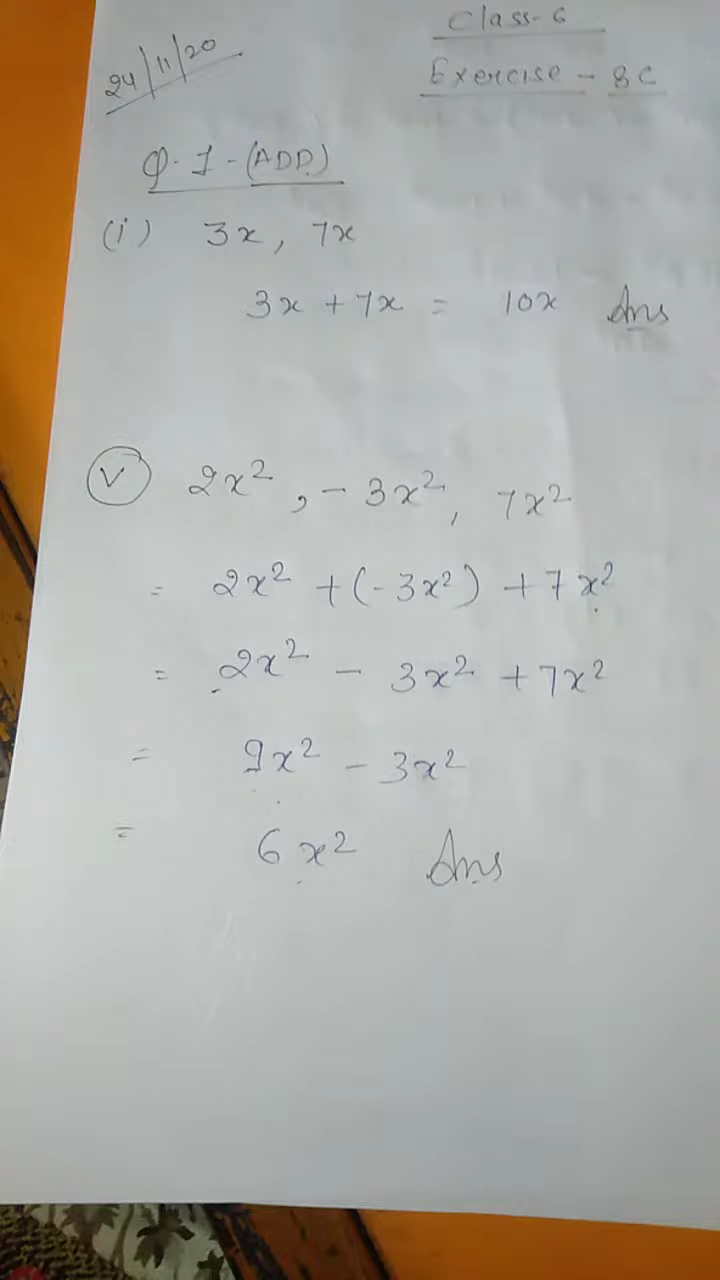 Class-6
24/11/20
Exercise - 8C
Q.1-(ADD)
(i) 3x, 7x
3x + 7x = 10x Ans
(v) 2x², -3x², 7x²
= 2x² + (-3x²) + 7x²
= 2x² - 3x² + 7x²
= 9x² - 3x²
= 6x² Ans